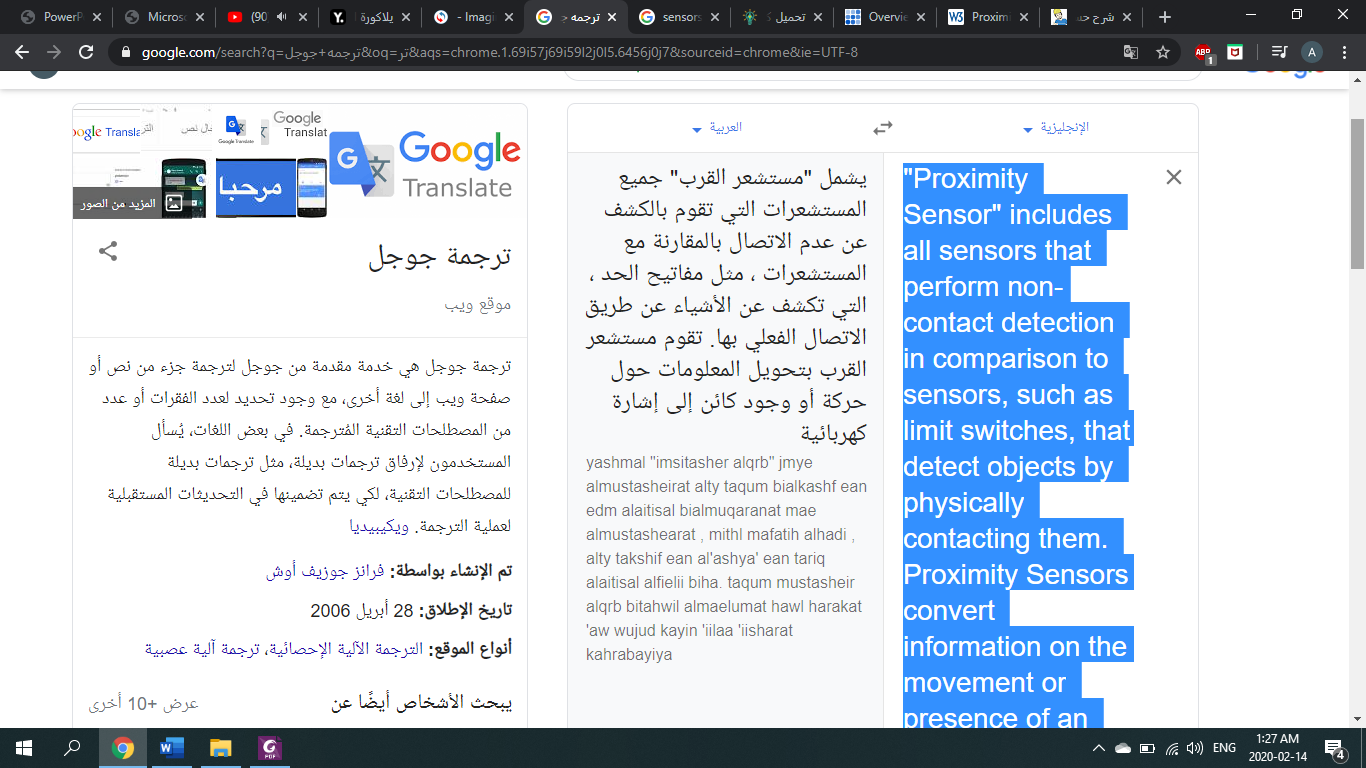 PowerP
Microso
(90)
يلاكورة
- Imagi
ترجمه ج
sensors
تحميل
Overvie
Proximi
شرح حس
google.com/search?q=ترجمه+جوجل&oq=تر&aqs=chrome.1.69i57j69i59l2j0l5.6456j0j7&sourceid=chrome&ie=UTF-8
ABP
1
A
Google Translate
مرحبا
المزيد من الصور
Google
Translate
ترجمة جوجل
موقع ويب
ترجمة جوجل هي خدمة مقدمة من جوجل لترجمة جزء من نص أو
صفحة ويب إلى لغة أخرى، مع وجود تحديد لعدد الفقرات أو عدد
من المصطلحات التقنية المُترجمة. في بعض اللغات، يُسأل
المستخدمون لإرفاق ترجمات بديلة، مثل ترجمات بديلة
للمصطلحات التقنية، لكي يتم تضمينها في التحديثات المستقبلية
لعملية الترجمة. ويكيبيديا
تم الإنشاء بواسطة: فرانز جوزيف أوش
تاريخ الإطلاق: 28 أبريل 2006
أنواع الموقع: الترجمة الآلية الإحصائية، ترجمة آلية عصبية
يبحث الأشخاص أيضًا عن
عرض +10 أخرى
الإنجليزية
العربية
"Proximity
Sensor" includes
all sensors that
perform non-
contact detection
in comparison to
sensors, such as
limit switches, that
detect objects by
physically
contacting them.
Proximity Sensors
convert
information on the
movement or
presence of an
يشمل "مستشعر القرب" جميع
المستشعرات التي تقوم بالكشف
عن عدم الاتصال بالمقارنة مع
المستشعرات ، مثل مفاتيح الحد ،
التي تكشف عن الأشياء عن طريق
الاتصال الفعلي بها. تقوم مستشعر
القرب بتحويل المعلومات حول
حركة أو وجود كائن إلى إشارة
كهربائية
yashmal "imsitasher alqrb" jmye
almustasheirat alty taqum bialkashf ean
edm alaitisal bialmuqaranat mae
almustashearat , mithl mafatih alhadi ,
alty takshif ean al'ashya' ean tariq
alaitisal alfielii biha. taqum mustasheir
alqrb bitahwil almaelumat hawl harakat
'aw wujud kayin 'iilaa 'iisharat
kahrabayiya
ENG
1:27 AM
2020-02-14
4